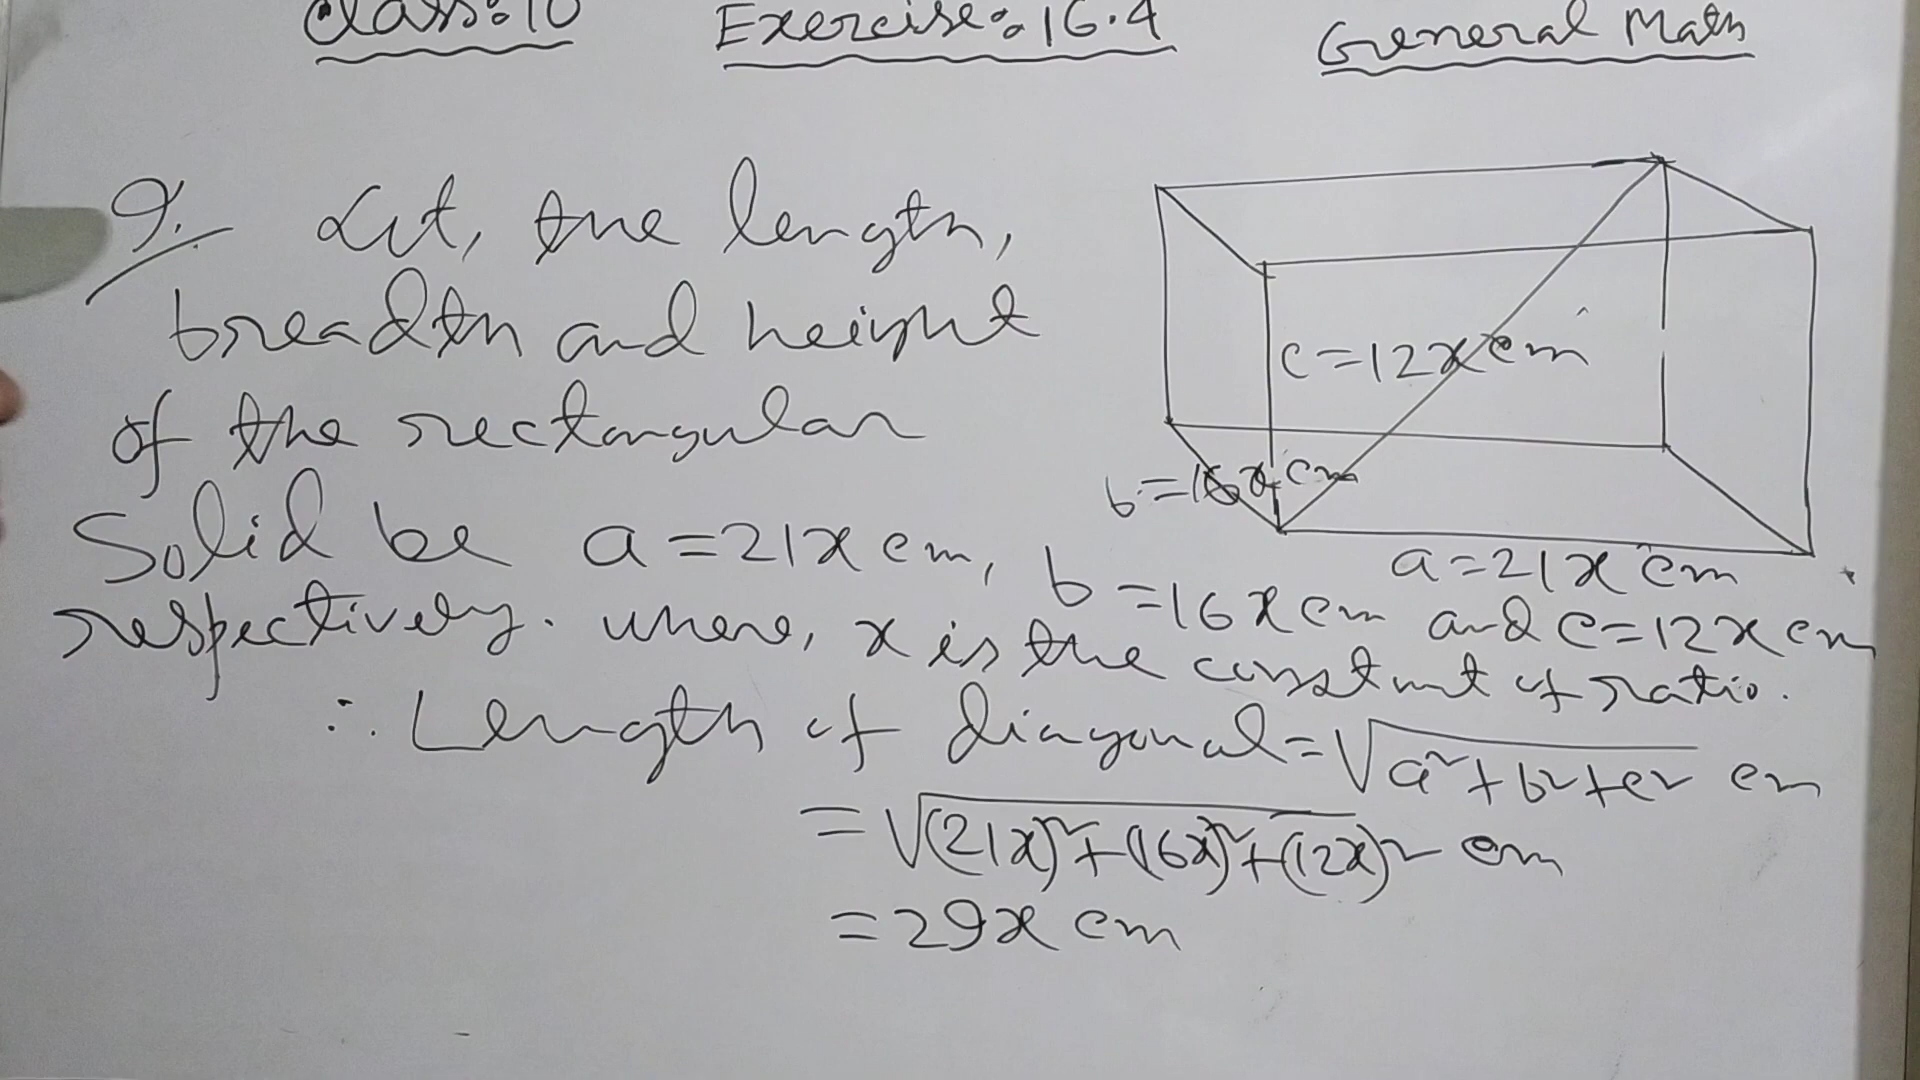 Class: 10 Exercise: 16.4 General Math
9. Let, the length,
breadth and height
of the rectangular
Solid be a = 21x cm, b = 16x cm and c = 12x cm
respectively. where, x is the constant of ratio.
∴ Length of diagonal = √a²+b²+c² cm
= √(21x)²+(16x)²+(12x)² cm
= 29x cm
c = 12x cm
b = 16x cm
a = 21x cm